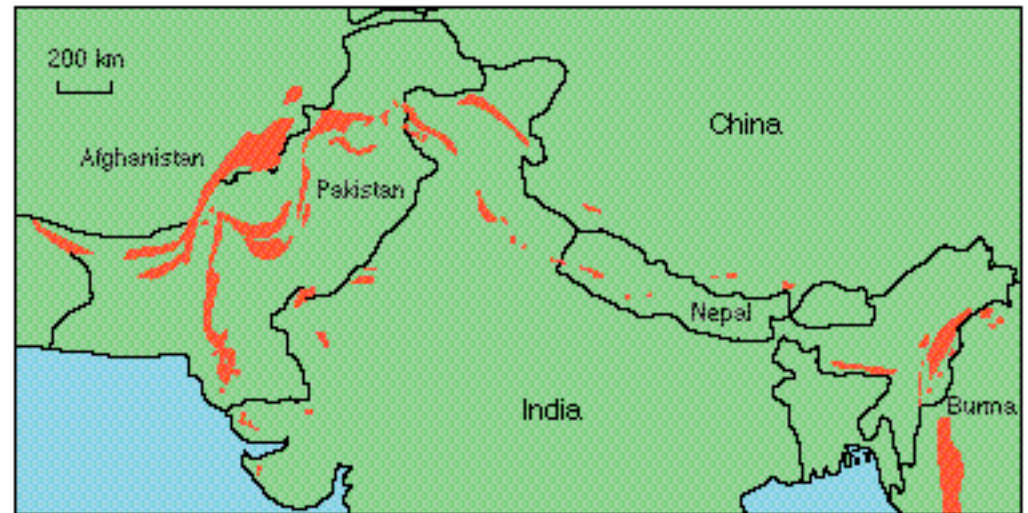 200 km
China
Afghanistan
Pakistan
Nepal
India
Burma